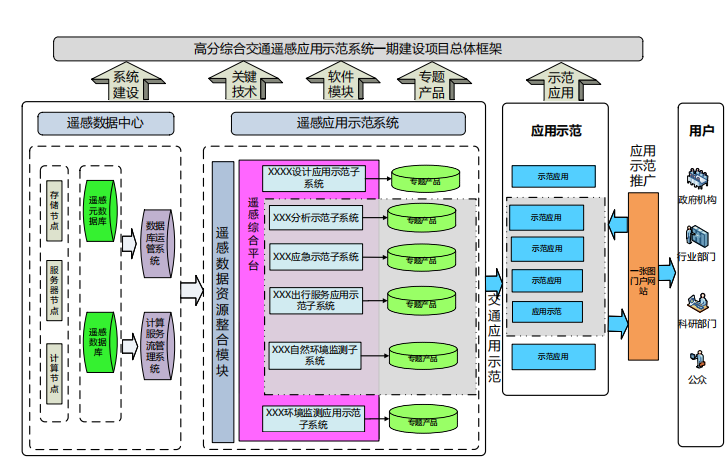 高分综合交通遥感应用示范系统一期建设项目总体框架
系统
建设
关键
技术
软件
模块
专题
产品
示范
应用
遥感数据中心
遥感应用示范系统
应用示范
用户
存储节点
服务器节点
计算节点
遥感
元数
据库
遥感
数据
库
数据
库运
管系
统
计算
服务
流管
理系
统
遥感数据资源整合模块
遥感综合平台
XXXX设计应用示范子
系统
专题产品
XXX分析示范子系统
专题产品
XXX应急示范子系统
专题产品
XXX出行服务应用示
范子系统
专题产品
XXX自然环境监测子
系统
专题产品
XXX环境监测应用示范
子系统
专题产品
交通应用示范
示范应用
示范应用
示范应用
示范应用
应用示范
示范应用
应用
示范
推广
一张图
门户网
站
政府机构
行业部门
科研部门
公众